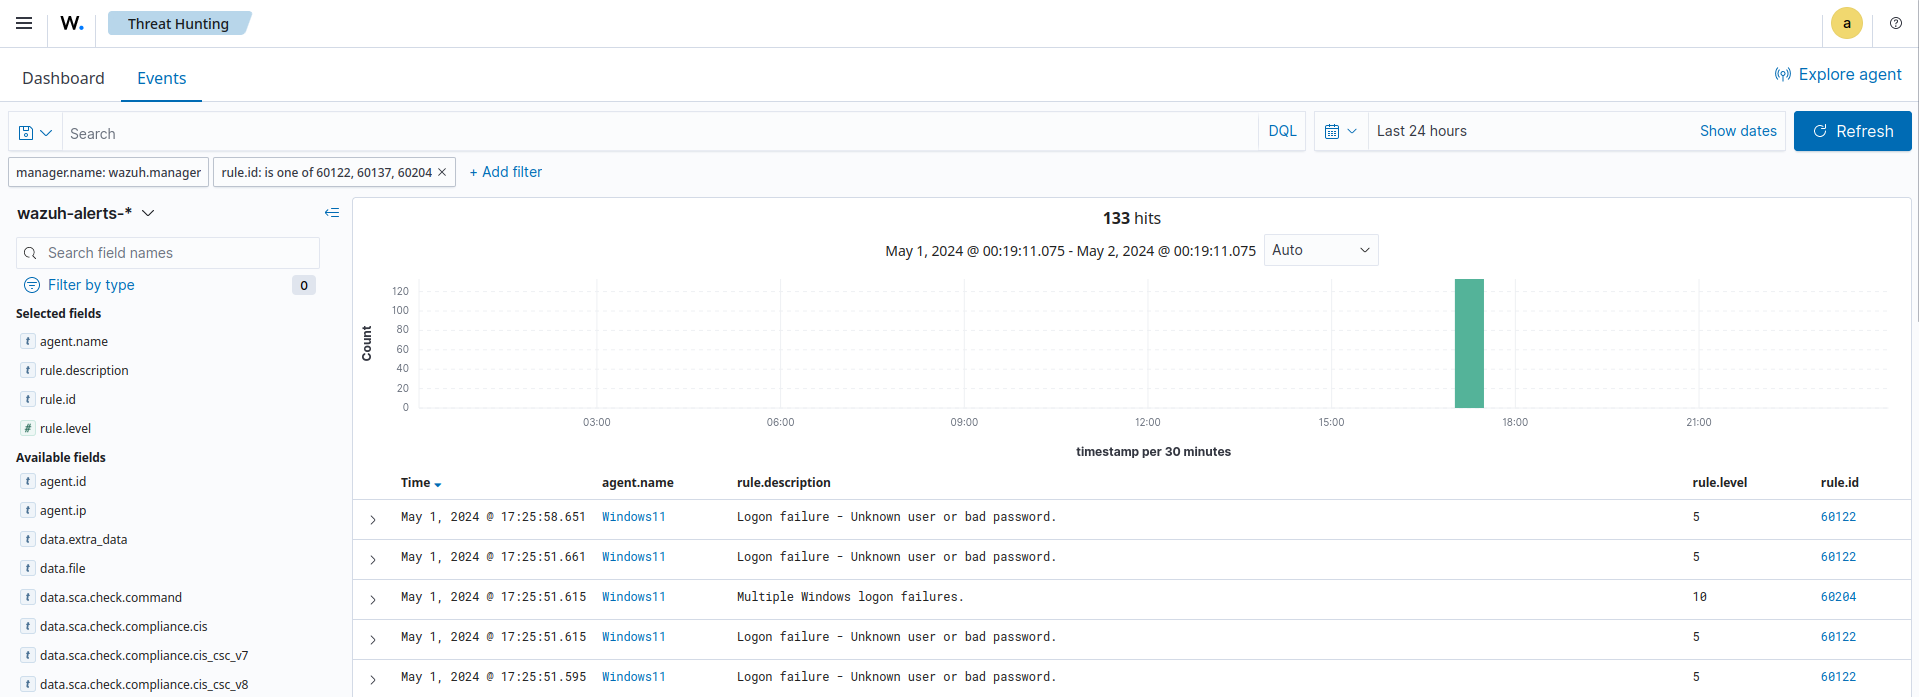 W.
Threat Hunting
a
Dashboard
Events
Explore agent
Search
DQL
Last 24 hours
Show dates
Refresh
manager.name: wazuh.manager
rule.id: is one of 60122, 60137, 60204
+ Add filter
wazuh-alerts-*
Search field names
Filter by type
0
Selected fields
t agent.name
t rule.description
t rule.id
# rule.level
Available fields
t agent.id
t agent.ip
t data.extra_data
t data.file
t data.sca.check.command
t data.sca.check.compliance.cis
t data.sca.check.compliance.cis_csc_v7
t data.sca.check.compliance.cis_csc_v8
133 hits
May 1, 2024 @ 00:19:11.075 - May 2, 2024 @ 00:19:11.075
Auto
Count
120
100
80
60
40
20
0
03:00 06:00 09:00 12:00 15:00 18:00 21:00
timestamp per 30 minutes
Time agent.name rule.description rule.level rule.id
May 1, 2024 @ 17:25:58.651 Windows11 Logon failure - Unknown user or bad password. 5 60122
May 1, 2024 @ 17:25:51.661 Windows11 Logon failure - Unknown user or bad password. 5 60122
May 1, 2024 @ 17:25:51.615 Windows11 Multiple Windows logon failures. 10 60204
May 1, 2024 @ 17:25:51.615 Windows11 Logon failure - Unknown user or bad password. 5 60122
May 1, 2024 @ 17:25:51.595 Windows11 Logon failure - Unknown user or bad password. 5 60122